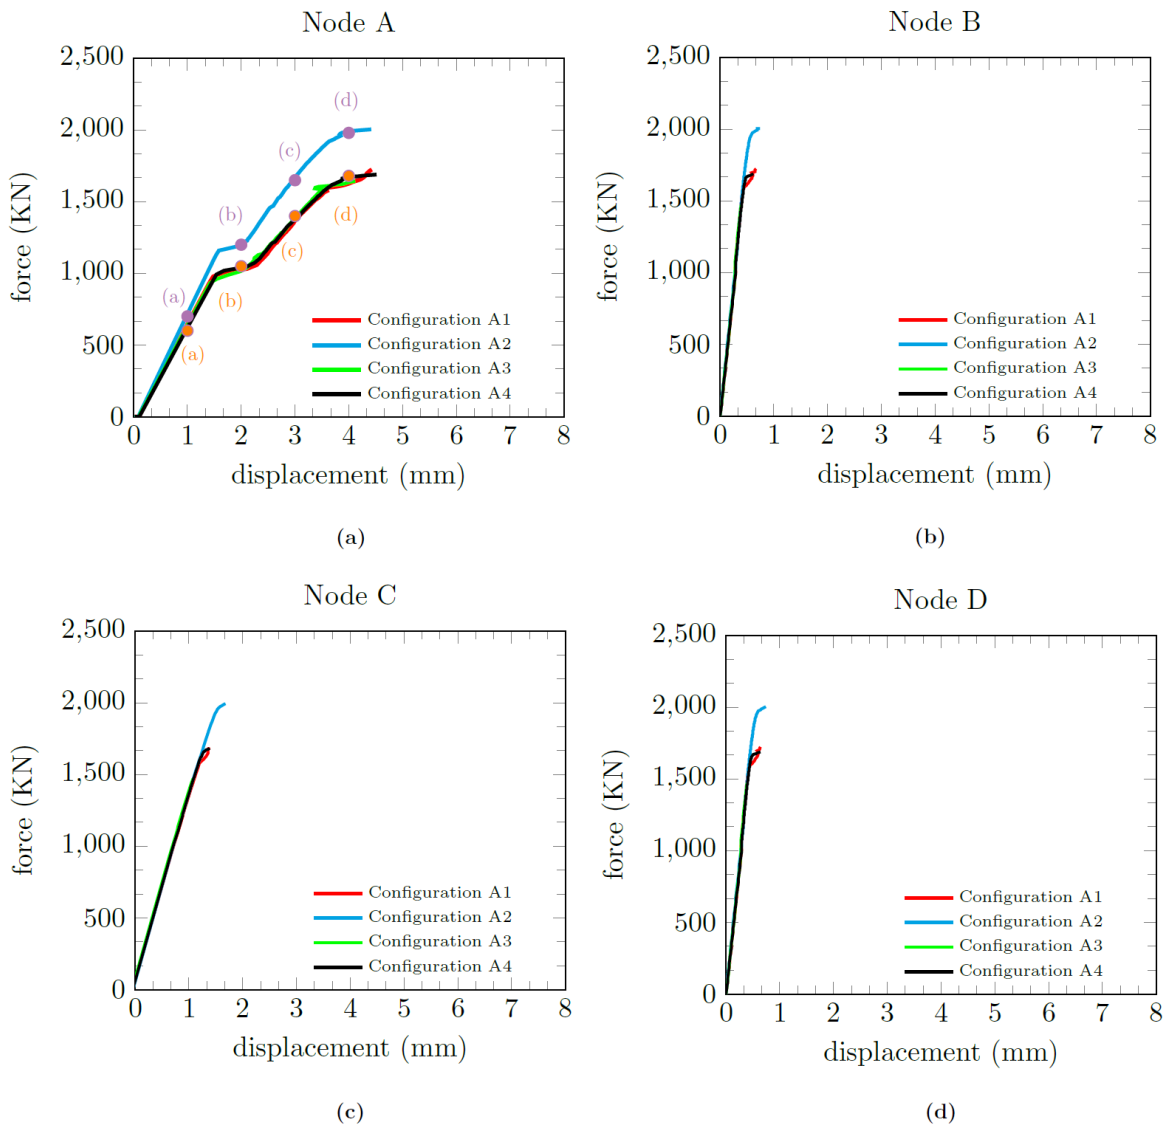 Node A
2,500
2,000
1,500
1,000
500
0
0 1 2 3 4 5 6 7 8
force (KN)
displacement (mm)
(a)
(b)
(c)
(d)
(a)
(b)
(c)
(d)
Configuration A1
Configuration A2
Configuration A3
Configuration A4
(a)
Node B
2,500
2,000
1,500
1,000
500
0
0 1 2 3 4 5 6 7 8
force (KN)
displacement (mm)
Configuration A1
Configuration A2
Configuration A3
Configuration A4
(b)
Node C
2,500
2,000
1,500
1,000
500
0
0 1 2 3 4 5 6 7 8
force (KN)
displacement (mm)
Configuration A1
Configuration A2
Configuration A3
Configuration A4
(c)
Node D
2,500
2,000
1,500
1,000
500
0
0 1 2 3 4 5 6 7 8
force (KN)
displacement (mm)
Configuration A1
Configuration A2
Configuration A3
Configuration A4
(d)